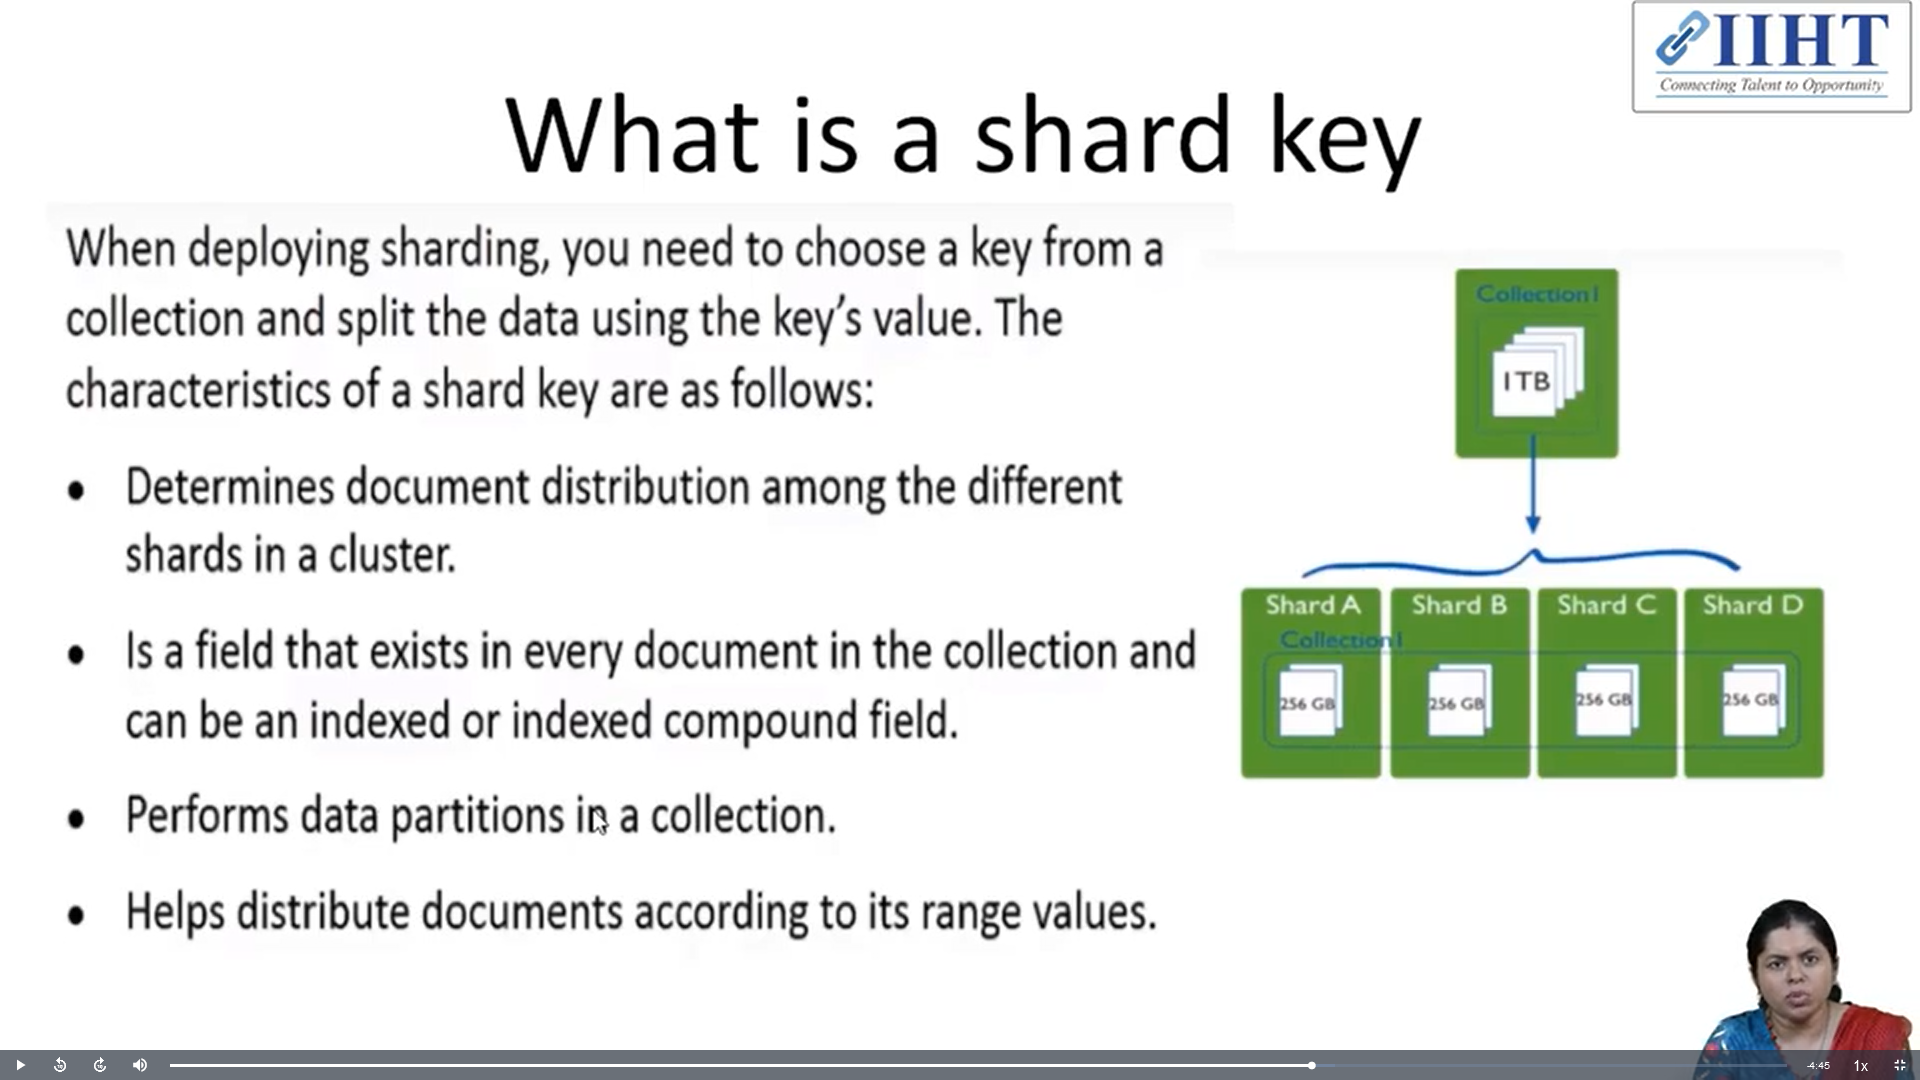 IIHT
Connecting Talent to Opportunity
What is a shard key
When deploying sharding, you need to choose a key from a
collection and split the data using the key’s value. The
characteristics of a shard key are as follows:
• Determines document distribution among the different
shards in a cluster.
• Is a field that exists in every document in the collection and
can be an indexed or indexed compound field.
• Performs data partitions in a collection.
• Helps distribute documents according to its range values.
Collection1
1TB
Shard A Shard B Shard C Shard D
Collection1
256 GB 256 GB 256 GB 256 GB
-4:45 1x